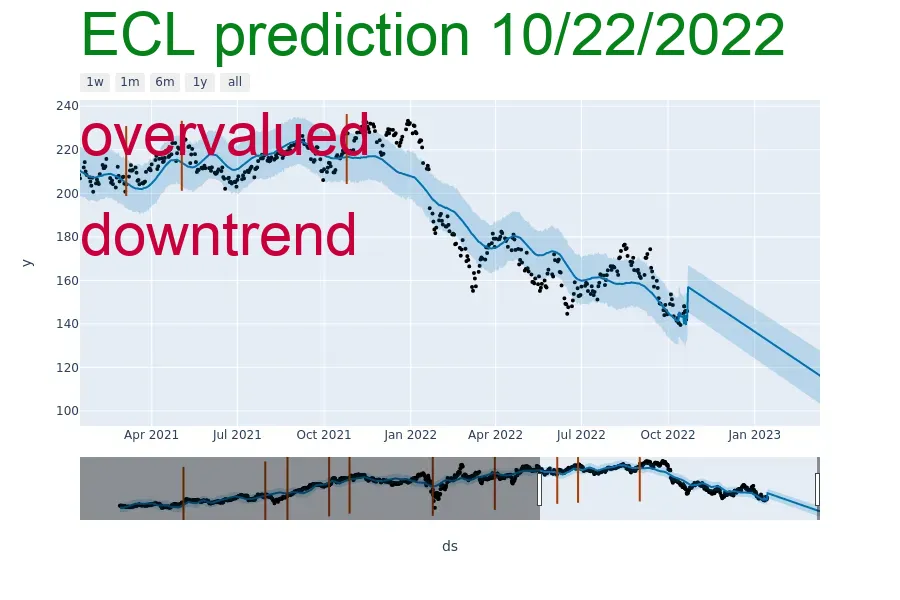 ECL prediction 10/22/2022
1w 1m 6m 1y all
240
overvalued
220
200
downtrend
180
y
160
140
120
100
Apr 2021 Jul 2021 Oct 2021 Jan 2022 Apr 2022 Jul 2022 Oct 2022 Jan 2023
ds